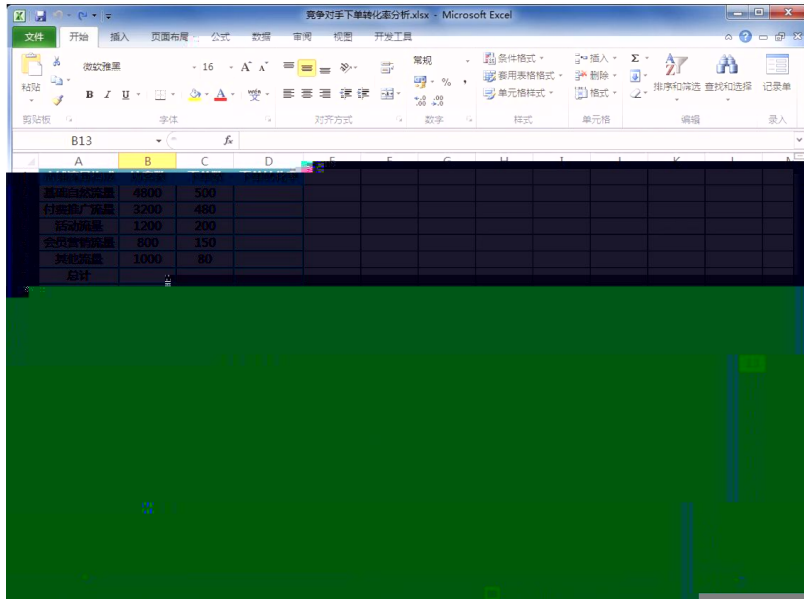 竞争对手下单转化率分析.xlsx - Microsoft Excel
文件 开始 插入 页面布局 公式 数据 审阅 视图 开发工具
粘贴 微软雅黑 16 A A 常规 条件格式 插入 Σ
B I U A % , 套用表格格式 删除 排序和筛选 查找和选择 记录单
单元格样式 格式
剪贴板 字体 对齐方式 数字 样式 单元格 编辑 录入
B13 fx
A B C D
基础自然流量 4800 500
付费推广流量 3200 480
活动流量 1200 200
会员营销流量 800 150
其他流量 1000 80
总计